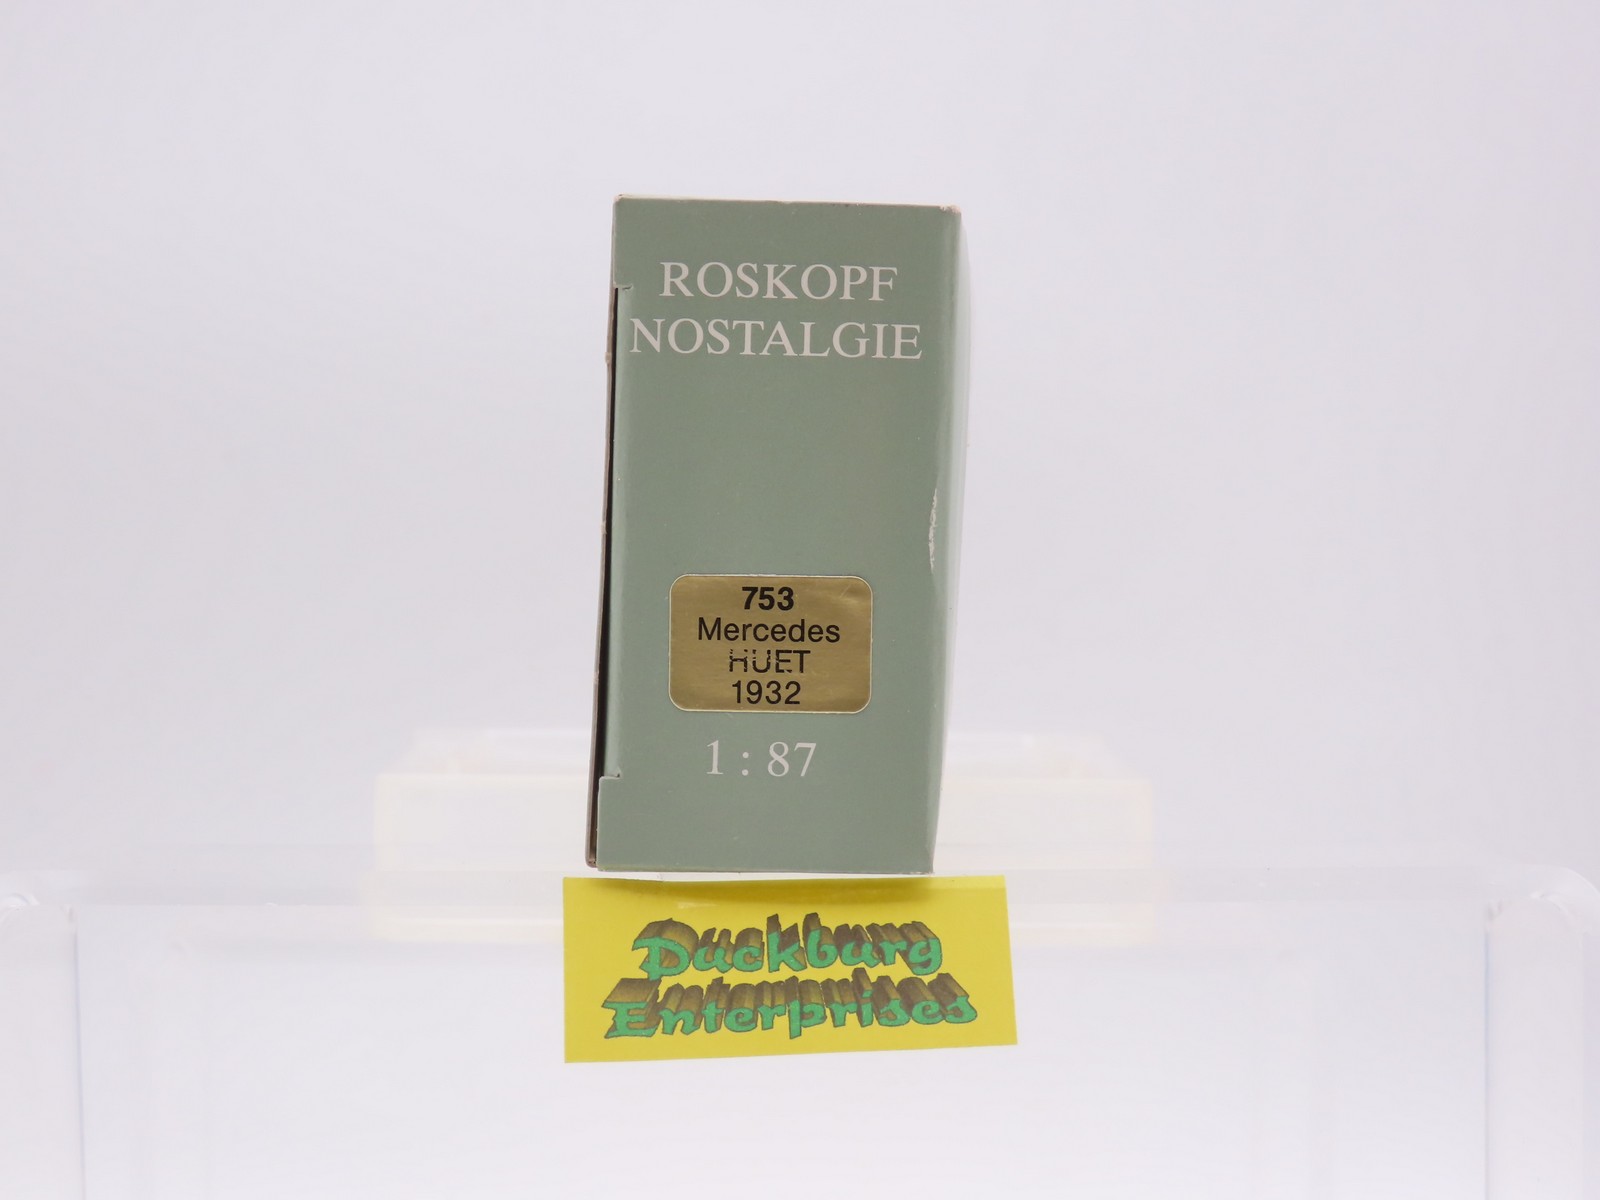 ROSKOPF
NOSTALGIE
753
Mercedes
HUET
1932
1 : 87
Duckburg
Enterprises